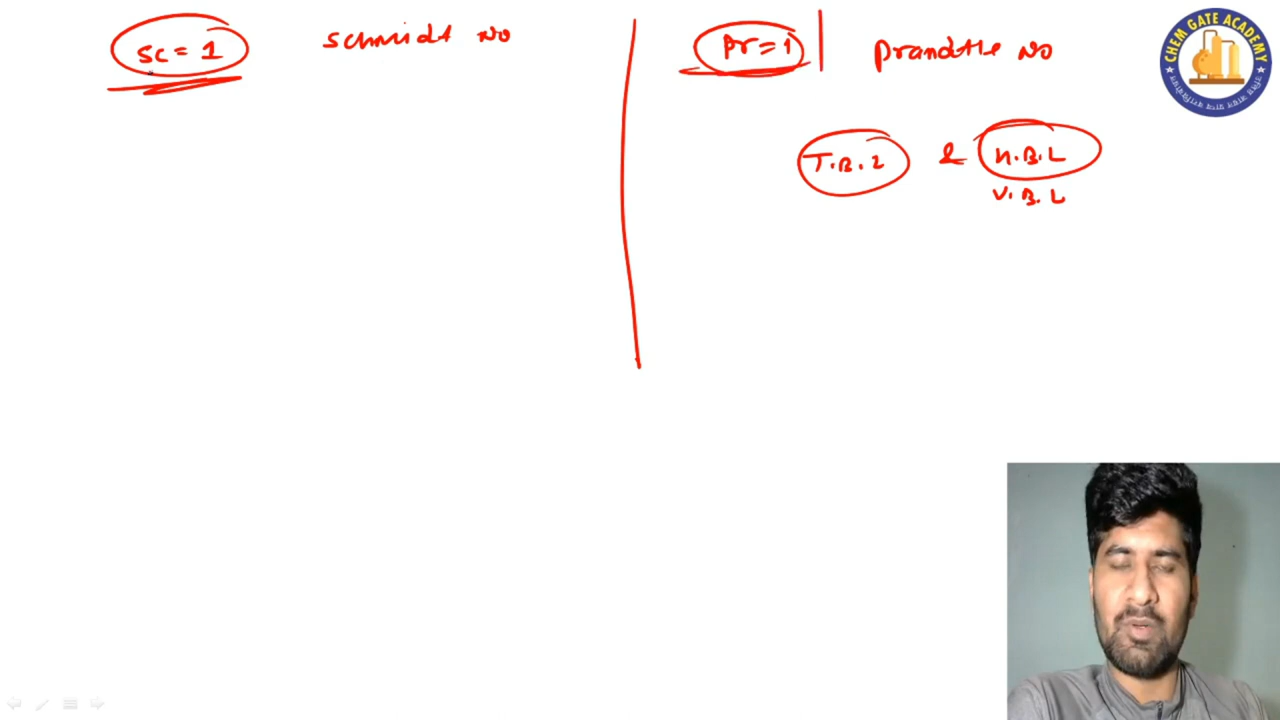 Sc = 1
Schmidt No
Pr = 1
Prandtle No
T.B.L & H.B.L
V.B.L
CHEM GATE ACADEMY